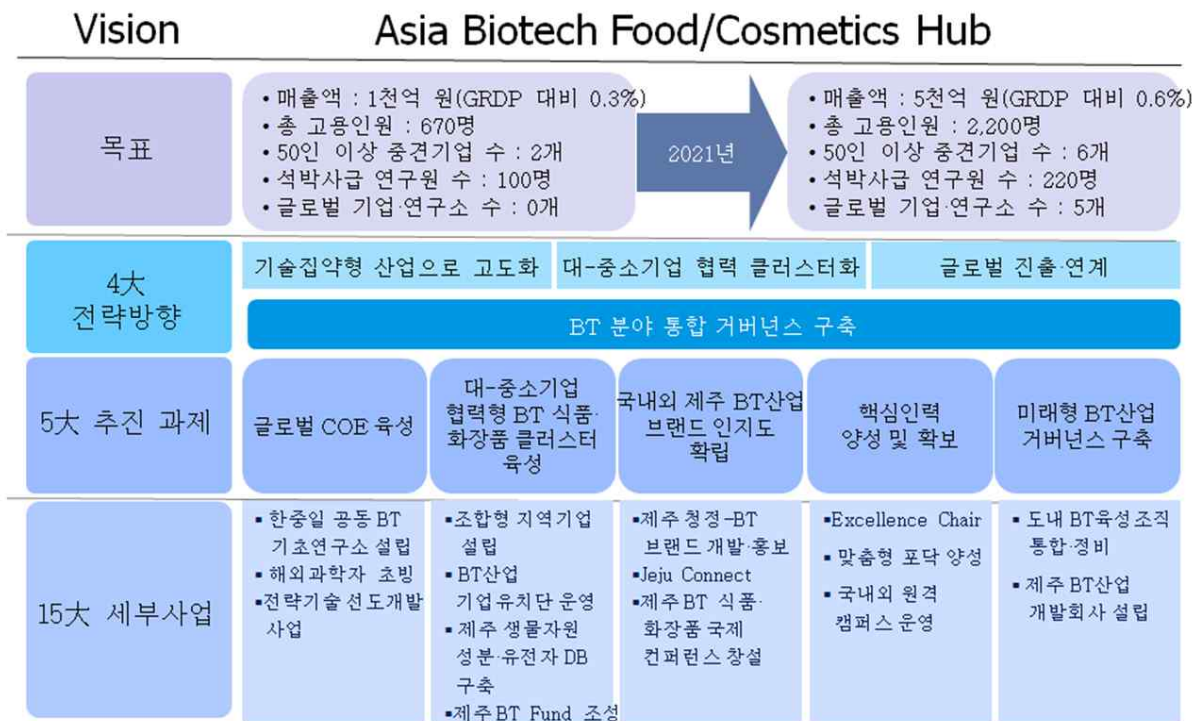 Vision
Asia Biotech Food/Cosmetics Hub
목표
• 매출액 : 1천억 원(GRDP 대비 0.3%)
• 총 고용인원 : 670명
• 50인 이상 중견기업 수 : 2개
• 석박사급 연구원 수 : 100명
• 글로벌 기업·연구소 수 : 0개
2021년
• 매출액 : 5천억 원(GRDP 대비 0.6%)
• 총 고용인원 : 2,200명
• 50인 이상 중견기업 수 : 6개
• 석박사급 연구원 수 : 220명
• 글로벌 기업·연구소 수 : 5개
4大
전략방향
기술집약형 산업으로 고도화
대-중소기업 협력 클러스터화
글로벌 진출·연계
BT 분야 통합 거버넌스 구축
5大 추진 과제
글로벌 COE 육성
대-중소기업
협력형 BT 식품·
화장품 클러스터
육성
국내외 제주 BT산업
브랜드 인지도
확립
핵심인력
양성 및 확보
미래형 BT산업
거버넌스 구축
15大 세부사업
▪ 한중일 공동 BT
기초연구소 설립
▪ 해외과학자 초빙
▪전략기술 선도개발
사업
▪조합형 지역기업
설립
▪BT산업
기업유치단 운영
▪ 제주 생물자원
성분·유전자 DB
구축
▪제주 BT Fund 조성
▪제주 청정-BT
브랜드 개발·홍보
▪Jeju Connect
▪제주 BT 식품·
화장품 국제
컨퍼런스 창설
▪Excellence Chair
▪ 맞춤형 포닥 양성
▪ 국내외 원격
캠퍼스 운영
▪ 도내 BT육성조직
통합·정비
▪ 제주 BT산업
개발회사 설립